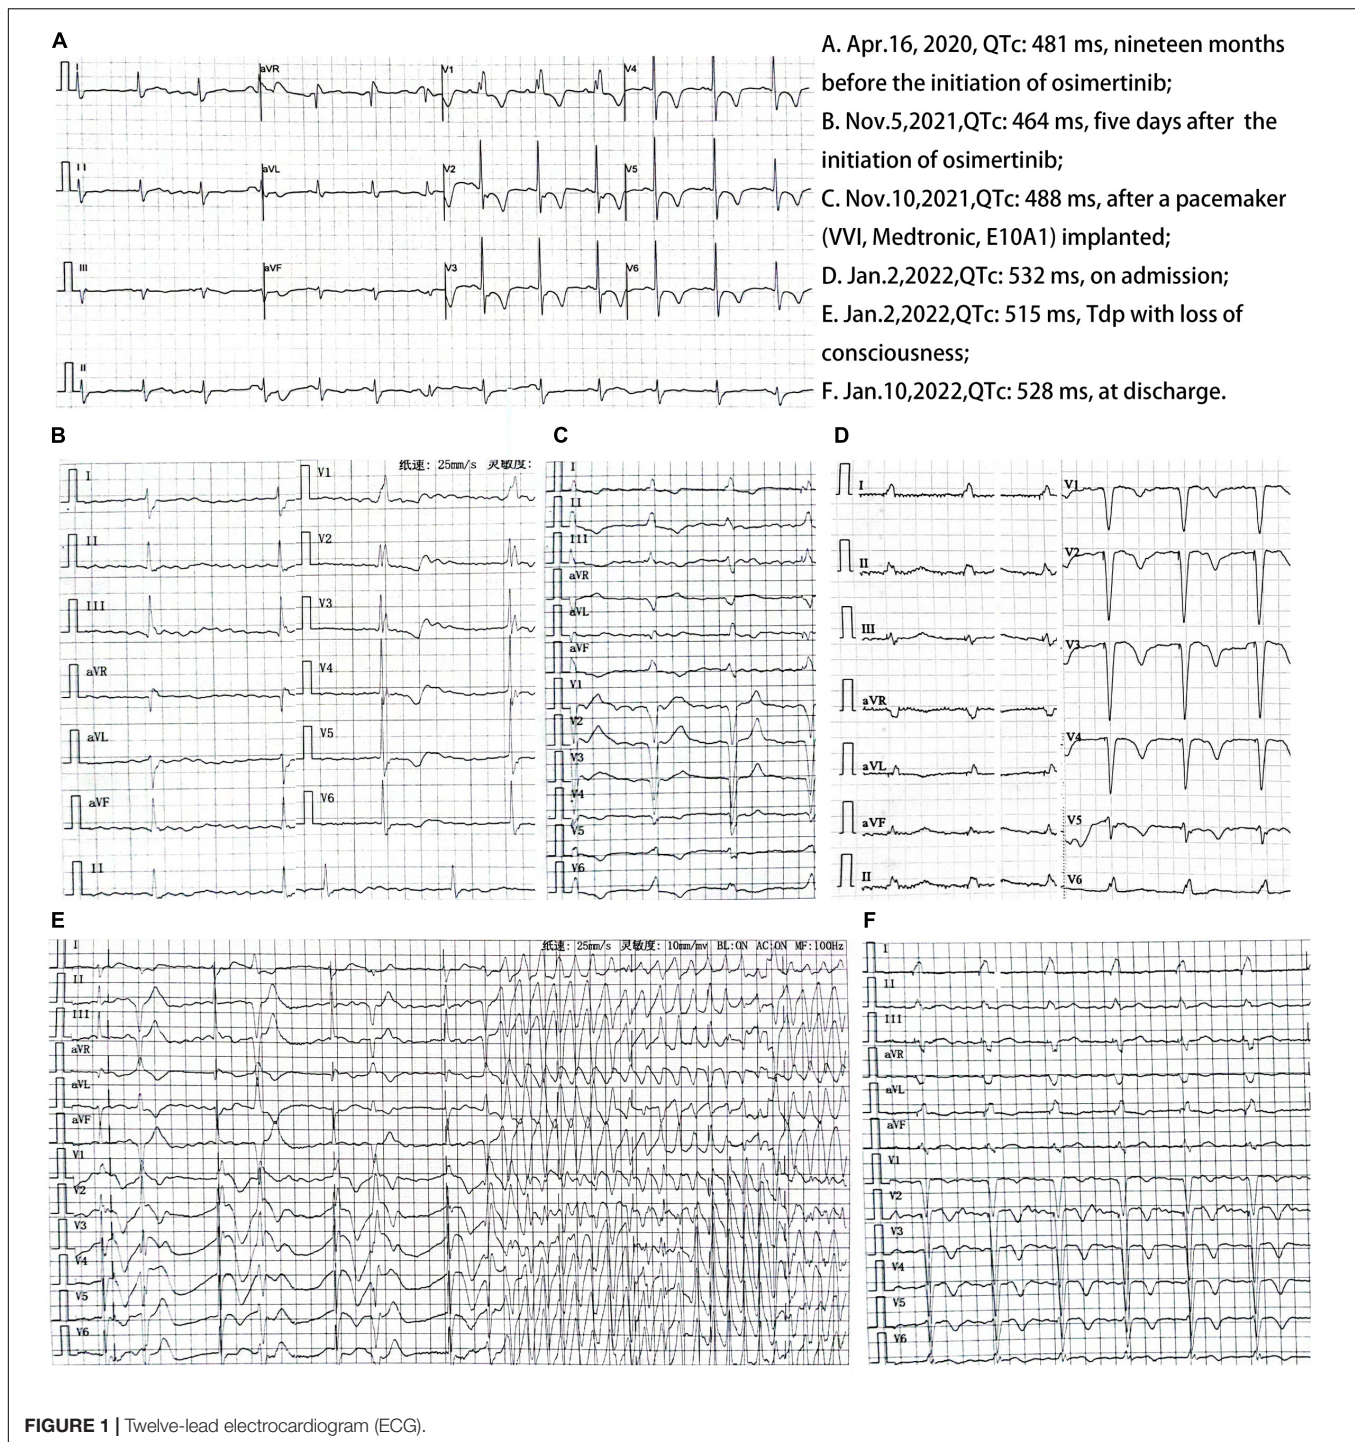 A
A. Apr.16, 2020, QTc: 481 ms, nineteen months
before the initiation of osimertinib;
B. Nov.5,2021,QTc: 464 ms, five days after the
initiation of osimertinib;
C. Nov.10,2021,QTc: 488 ms, after a pacemaker
(VVI, Medtronic, E10A1) implanted;
D. Jan.2,2022,QTc: 532 ms, on admission;
E. Jan.2,2022,QTc: 515 ms, Tdp with loss of
consciousness;
F. Jan.10,2022,QTc: 528 ms, at discharge.
I aVR V1 V4
II aVL V2 V5
III aVF V3 V6
II
B
纸速: 25mm/s 灵敏度:
I V1
II V2
III V3
aVR V4
aVL V5
aVF V6
II
C
I
II
III
aVR
aVL
aVF
V1
V2
V3
V4
V5
V6
D
I V1
II V2
III V3
aVR V4
aVL
aVF V5
II V6
E
纸速: 25mm/s 灵敏度: 10mm/mv BL:ON AC:ON MF:100Hz
I
II
III
aVR
aVL
aVF
V1
V2
V3
V4
V5
V6
F
I
II
III
aVR
aVL
aVF
V1
V2
V3
V4
V5
V6
FIGURE 1 | Twelve-lead electrocardiogram (ECG).